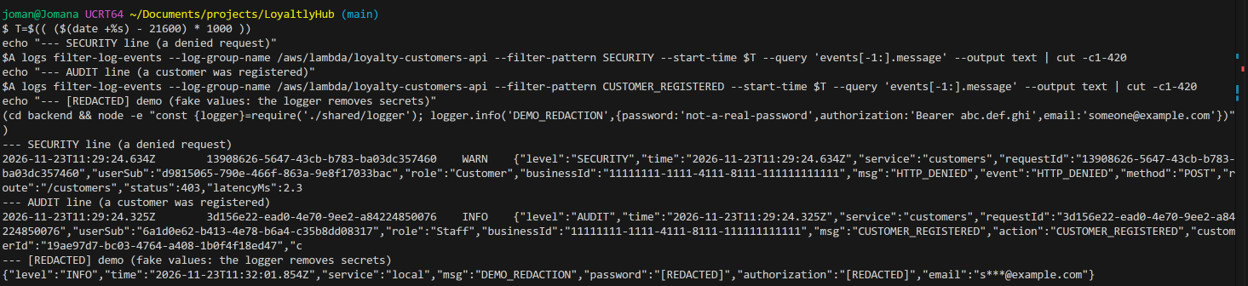 joman@Jomana UCRT64 ~/Documents/projects/LoyaltlyHub (main)
$ T=$(( ($(date +%s) - 21600) * 1000 ))
echo "--- SECURITY line (a denied request)"
$A logs filter-log-events --log-group-name /aws/lambda/loyalty-customers-api --filter-pattern SECURITY --start-time $T --query 'events[-1:].message' --output text | cut -c1-420
echo "--- AUDIT line (a customer was registered)"
$A logs filter-log-events --log-group-name /aws/lambda/loyalty-customers-api --filter-pattern CUSTOMER_REGISTERED --start-time $T --query 'events[-1:].message' --output text | cut -c1-420
echo "--- [REDACTED] demo (fake values: the logger removes secrets)"
(cd backend && node -e "const {logger}=require('./shared/logger'); logger.info('DEMO_REDACTION',{password:'not-a-real-password',authorization:'Bearer abc.def.ghi',email:'someone@example.com'})"
)
--- SECURITY line (a denied request)
2026-11-23T11:29:24.634Z 13908626-5647-43cb-b783-ba03dc357460 WARN {"level":"SECURITY","time":"2026-11-23T11:29:24.634Z","service":"customers","requestId":"13908626-5647-43cb-b783-
ba03dc357460","userSub":"d9815065-790e-466f-863a-9e8f17033bac","role":"Customer","businessId":"11111111-1111-4111-8111-111111111111","msg":"HTTP_DENIED","event":"HTTP_DENIED","method":"POST","r
oute":"/customers","status":403,"latencyMs":2.3
--- AUDIT line (a customer was registered)
2026-11-23T11:29:24.325Z 3d156e22-ead0-4e70-9ee2-a84224850076 INFO {"level":"AUDIT","time":"2026-11-23T11:29:24.325Z","service":"customers","requestId":"3d156e22-ead0-4e70-9ee2-a84
224850076","userSub":"6a1d0e62-b413-4e78-b6a4-c35b8dd08317","role":"Staff","businessId":"11111111-1111-4111-8111-111111111111","msg":"CUSTOMER_REGISTERED","action":"CUSTOMER_REGISTERED","custom
erId":"19ae97d7-bc03-4764-a408-1b0f4f18ed47","c
--- [REDACTED] demo (fake values: the logger removes secrets)
{"level":"INFO","time":"2026-11-23T11:32:01.854Z","service":"local","msg":"DEMO_REDACTION","password":"[REDACTED]","authorization":"[REDACTED]","email":"s***@example.com"}